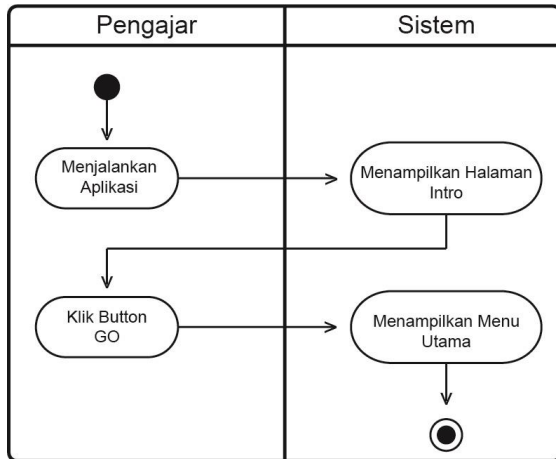 Pengajar
Sistem
Menjalankan
Aplikasi
Menampilkan Halaman
Intro
Klik Button
GO
Menampilkan Menu
Utama